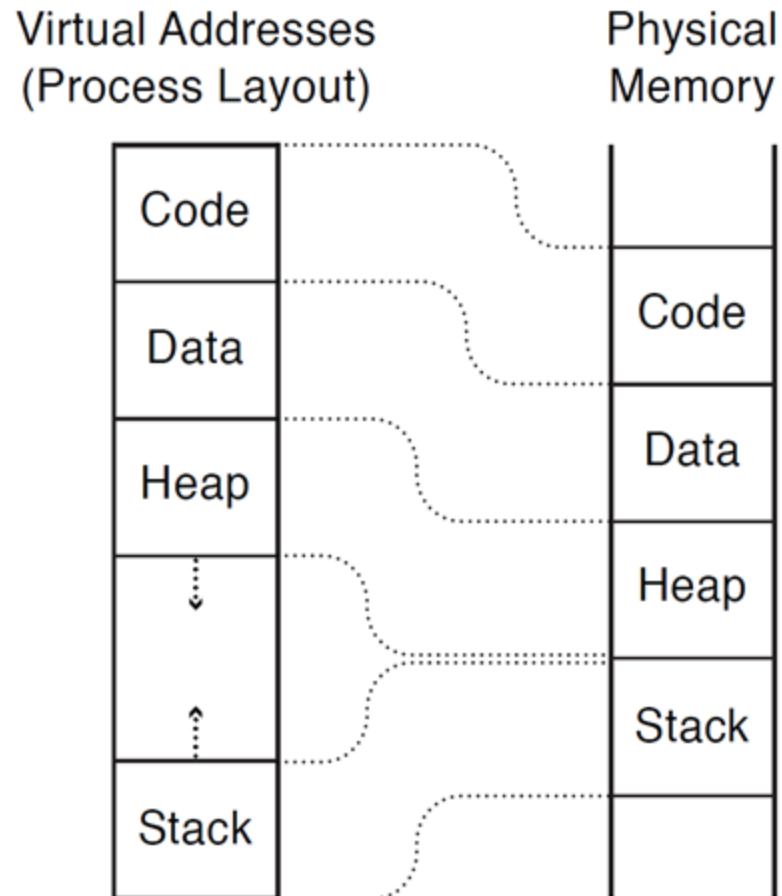 Virtual Addresses
(Process Layout)
Physical
Memory
Code
Data
Heap
Stack
Code
Data
Heap
Stack